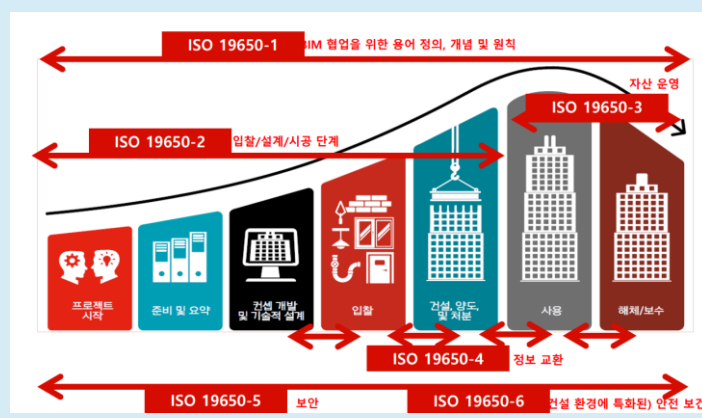 ISO 19650-1 BIM 협업을 위한 용어 정의, 개념 및 원칙
자산 운영
ISO 19650-3
ISO 19650-2 입찰/설계/시공 단계
프로젝트
시작
준비 및 요약
컨셉 개발
및 기술적 설계
입찰
건설, 양도,
및 처분
사용
해체/보수
ISO 19650-4 정보 교환
ISO 19650-5 보안
ISO 19650-6 건설 환경에 특화된) 안전 보건